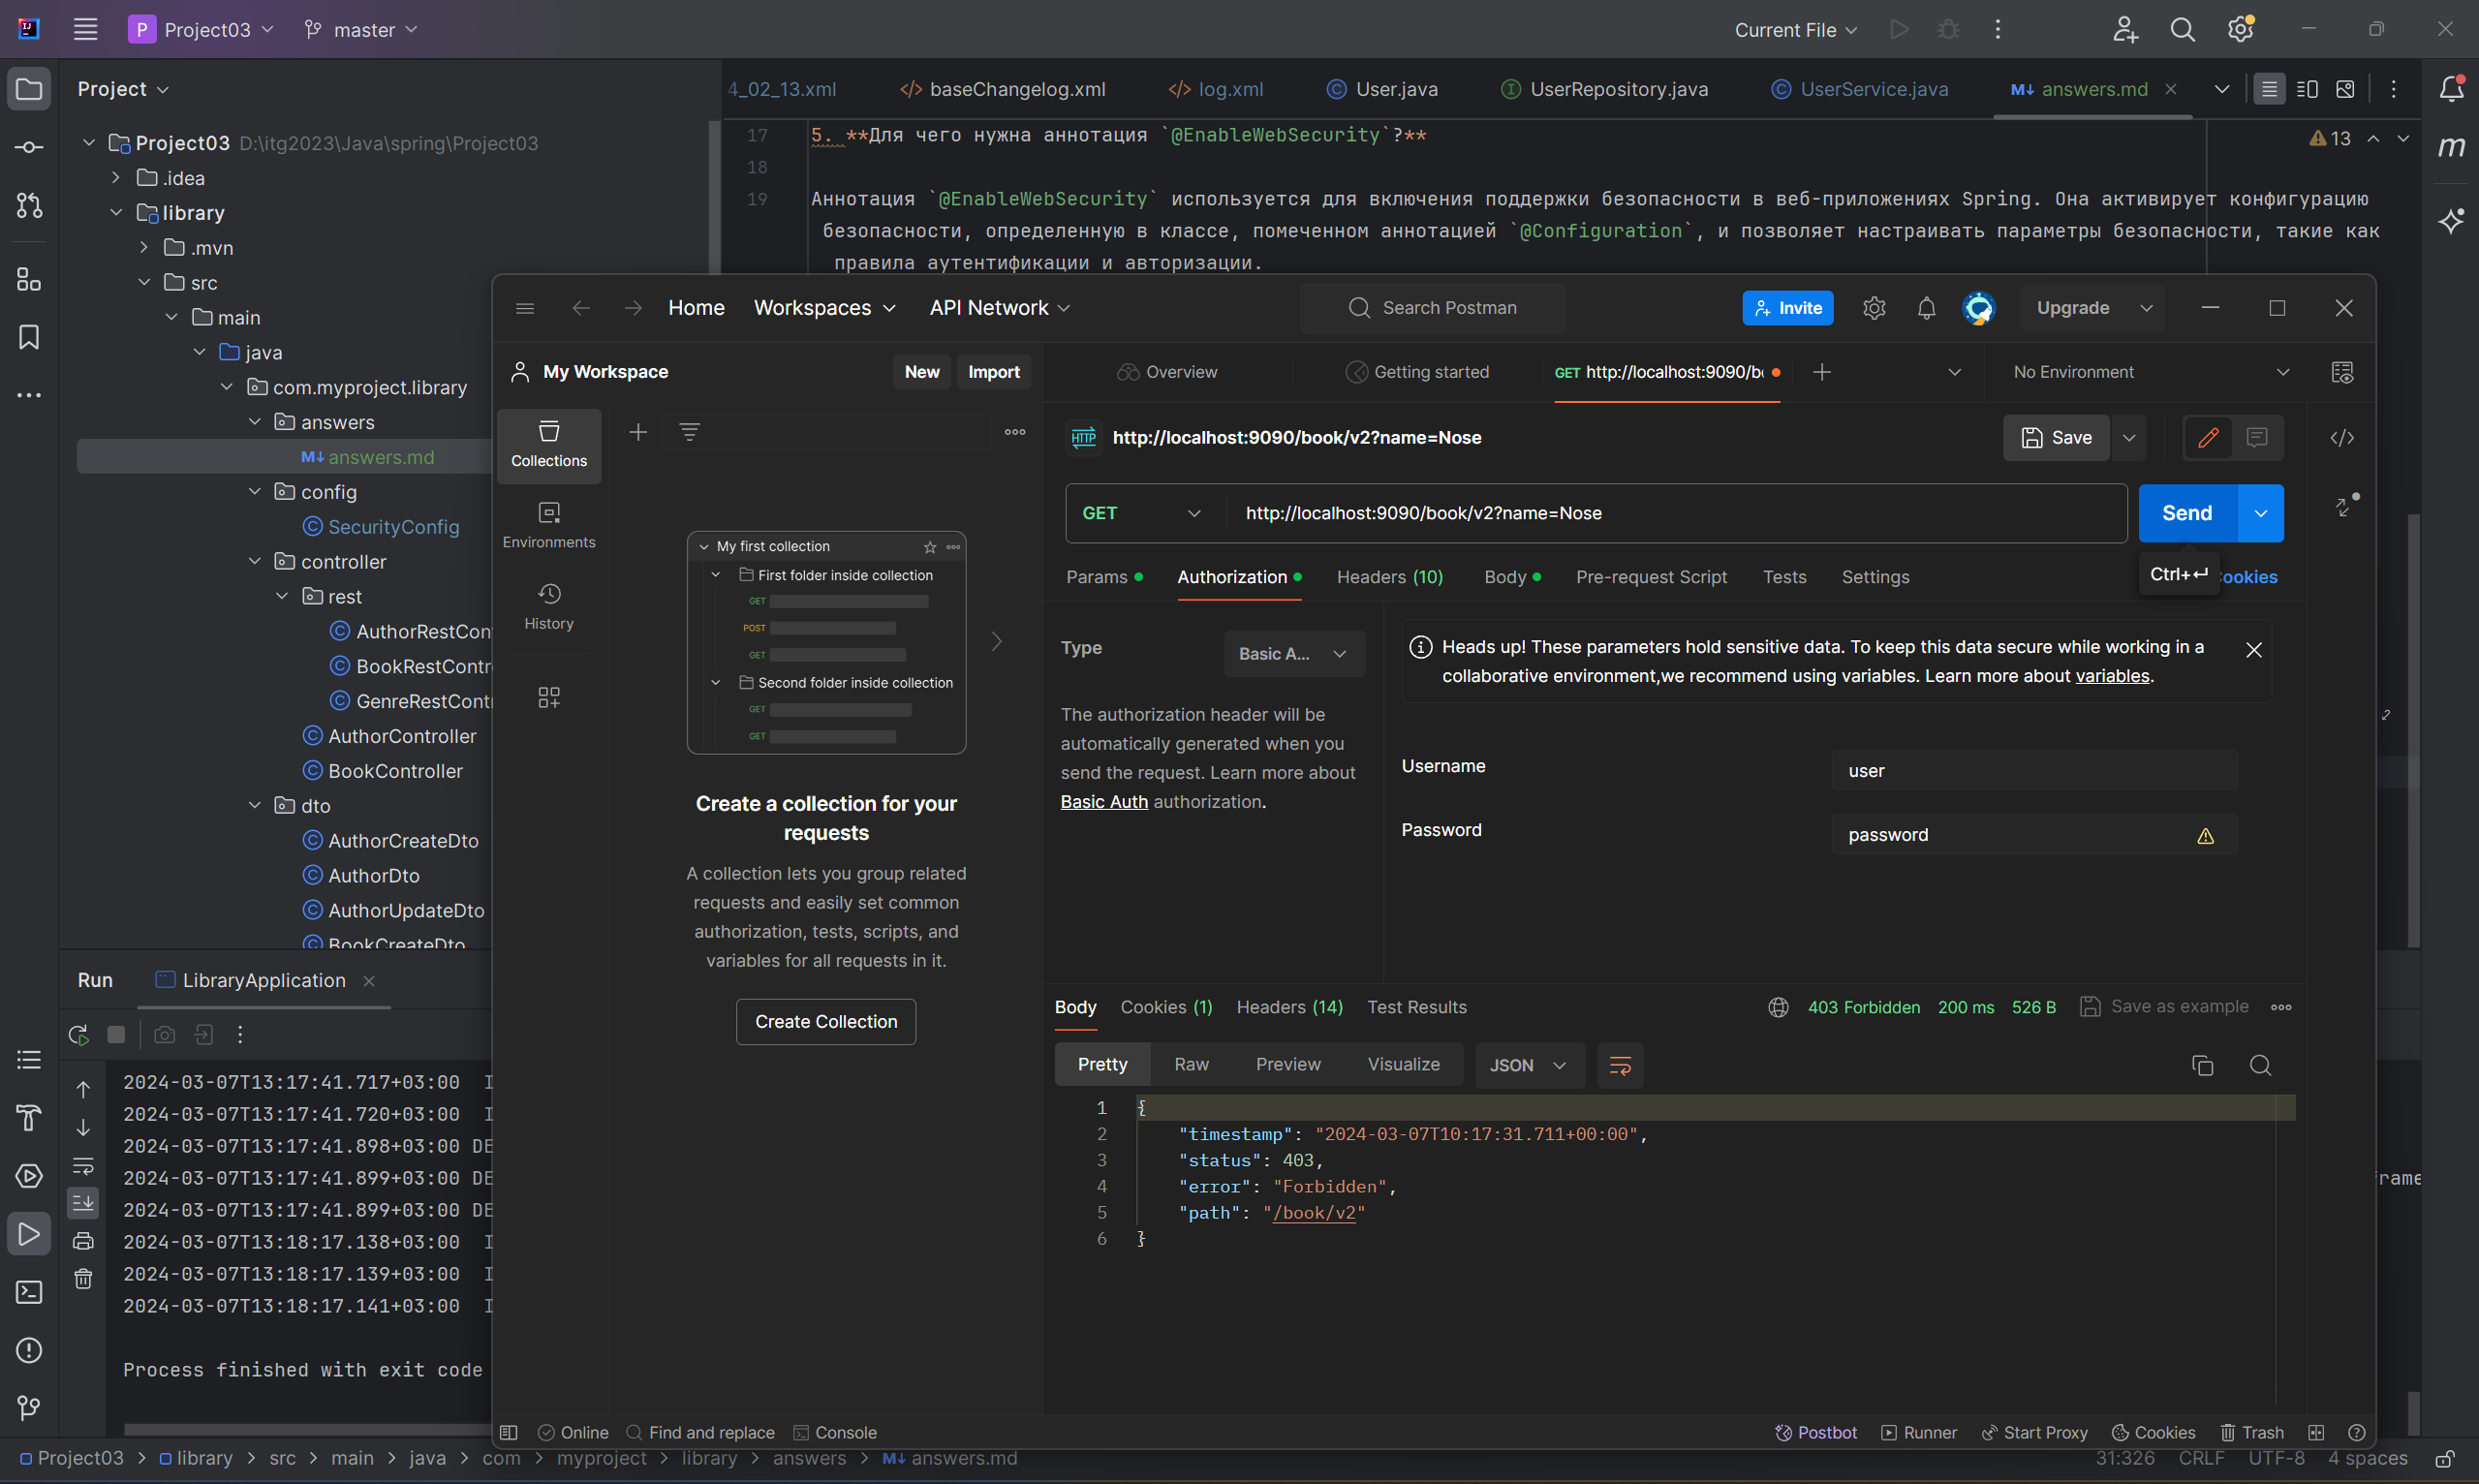 P Project03 master
Current File
Project
4_02_13.xml
baseChangelog.xml
log.xml
User.java
UserRepository.java
UserService.java
M↓ answers.md
Project03 D:\itg2023\Java\spring\Project03
.idea
library
.mvn
src
main
java
com.myproject.library
answers
M↓ answers.md
config
SecurityConfig
controller
rest
AuthorRestCon
BookRestContr
GenreRestCont
AuthorController
BookController
dto
AuthorCreateDto
AuthorDto
AuthorUpdateDto
BookCreateDto
17 5. **Для чего нужна аннотация `@EnableWebSecurity`?**
13
18
19 Аннотация `@EnableWebSecurity` используется для включения поддержки безопасности в веб-приложениях Spring. Она активирует конфигурацию
безопасности, определенную в классе, помеченном аннотацией `@Configuration`, и позволяет настраивать параметры безопасности, такие как
правила аутентификации и авторизации.
Home Workspaces API Network
Search Postman
Invite
Upgrade
My Workspace
New Import
Overview
Getting started
GET http://localhost:9090/b
No Environment
Collections
Environments
History
My first collection
First folder inside collection
GET
POST
GET
Second folder inside collection
GET
GET
Create a collection for your
requests
A collection lets you group related
requests and easily set common
authorization, tests, scripts, and
variables for all requests in it.
Create Collection
HTTP http://localhost:9090/book/v2?name=Nose
Save
GET http://localhost:9090/book/v2?name=Nose
Send
Params Authorization Headers (10) Body Pre-request Script Tests Settings
Ctrl+↵
ookies
Type Basic A...
The authorization header will be
automatically generated when you
send the request. Learn more about
Basic Auth authorization.
Heads up! These parameters hold sensitive data. To keep this data secure while working in a
collaborative environment,we recommend using variables. Learn more about variables.
Username user
Password password
Body Cookies (1) Headers (14) Test Results
403 Forbidden 200 ms 526 B Save as example
Pretty Raw Preview Visualize JSON
1 {
2 "timestamp": "2024-03-07T10:17:31.711+00:00",
3 "status": 403,
4 "error": "Forbidden",
5 "path": "/book/v2"
6 }
Online Find and replace Console
Postbot Runner Start Proxy Cookies Trash
Run LibraryApplication
2024-03-07T13:17:41.717+03:00 I
2024-03-07T13:17:41.720+03:00 I
2024-03-07T13:17:41.898+03:00 DE
2024-03-07T13:17:41.899+03:00 DE
2024-03-07T13:17:41.899+03:00 DE
2024-03-07T13:18:17.138+03:00 I
2024-03-07T13:18:17.139+03:00 I
2024-03-07T13:18:17.141+03:00 I
Process finished with exit code
rame
Project03 > library > src > main > java > com > myproject > library > answers > M↓ answers.md
31:326 CRLF UTF-8 4 spaces